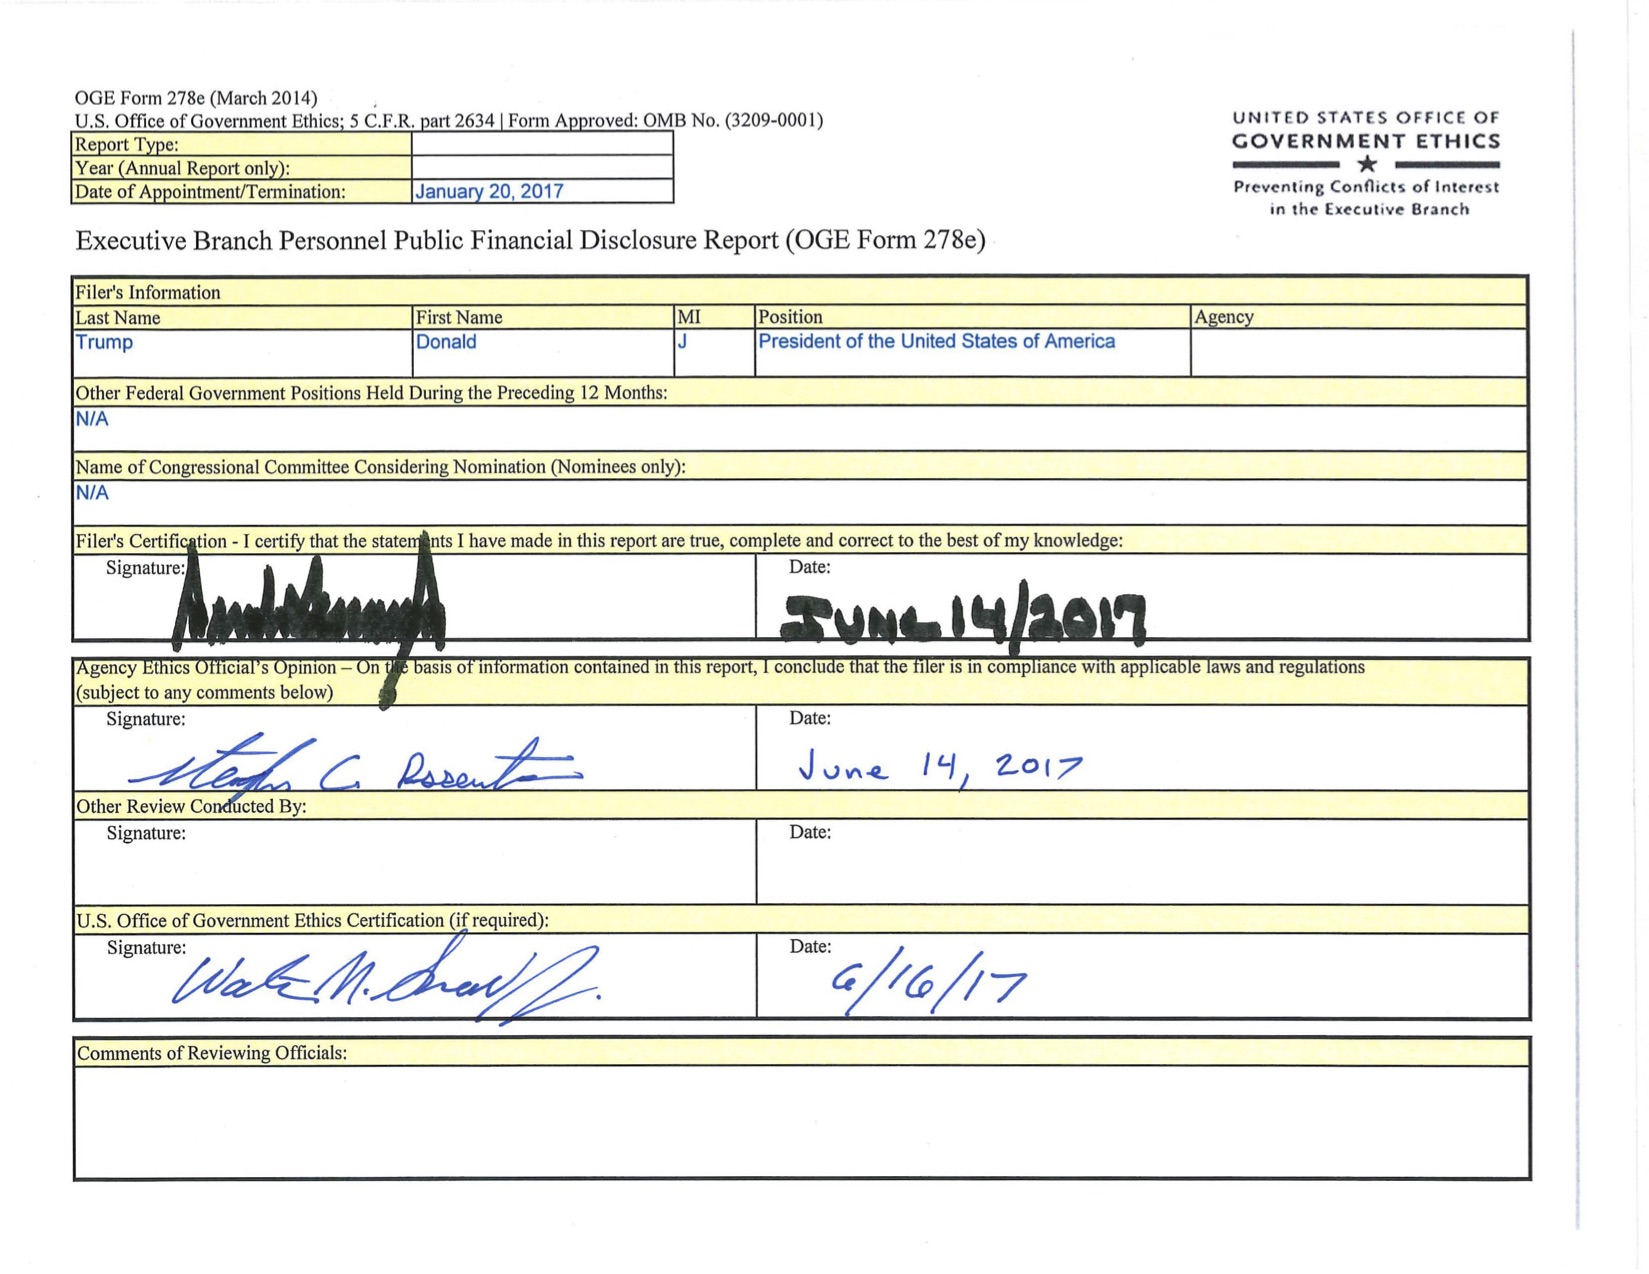 OGE Form 278e (March 2014)
U.S. Office of Government Ethics; 5 C.F.R. part 2634 | Form Approved: OMB No. (3209-0001)
Report Type:
Year (Annual Report only):
Date of Appointment/Termination: January 20, 2017
UNITED STATES OFFICE OF
GOVERNMENT ETHICS
Preventing Conflicts of Interest
in the Executive Branch
Executive Branch Personnel Public Financial Disclosure Report (OGE Form 278e)
Filer's Information
Last Name First Name MI Position Agency
Trump Donald J President of the United States of America
Other Federal Government Positions Held During the Preceding 12 Months:
N/A
Name of Congressional Committee Considering Nomination (Nominees only):
N/A
Filer's Certification - I certify that the statements I have made in this report are true, complete and correct to the best of my knowledge:
Signature: Date:
JUNE 14/2017
Agency Ethics Official's Opinion – On the basis of information contained in this report, I conclude that the filer is in compliance with applicable laws and regulations
(subject to any comments below)
Signature: Date:
C. June 14, 2017
Other Review Conducted By:
Signature: Date:
U.S. Office of Government Ethics Certification (if required):
Signature: Date:
M. 6/16/17
Comments of Reviewing Officials: